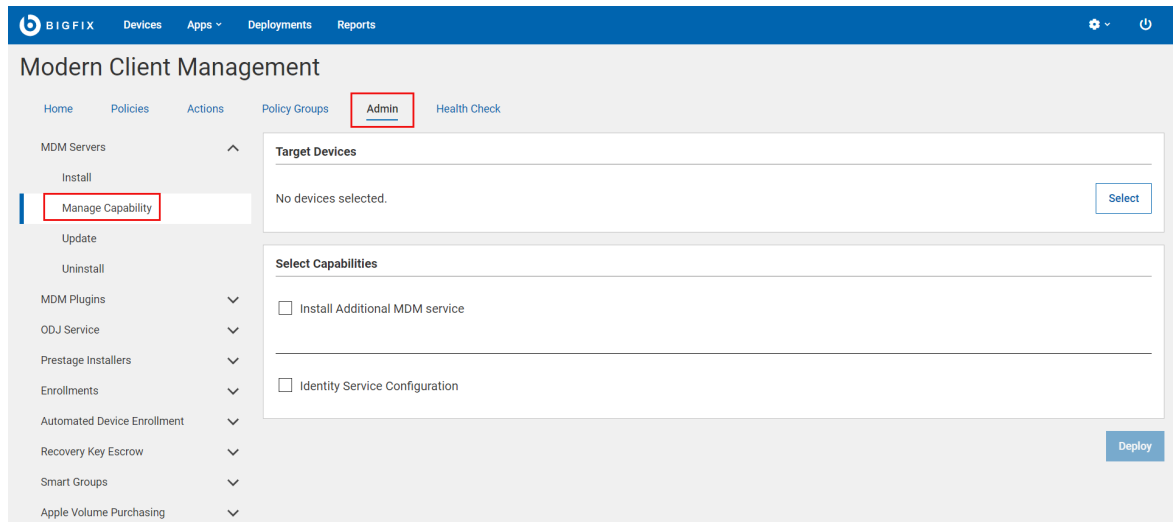 BIGFIX Devices Apps Deployments Reports
Modern Client Management
Home Policies Actions Policy Groups Admin Health Check
MDM Servers
Install
Manage Capability
Update
Uninstall
MDM Plugins
ODJ Service
Prestage Installers
Enrollments
Automated Device Enrollment
Recovery Key Escrow
Smart Groups
Apple Volume Purchasing
Target Devices
No devices selected. Select
Select Capabilities
Install Additional MDM service
Identity Service Configuration
Deploy